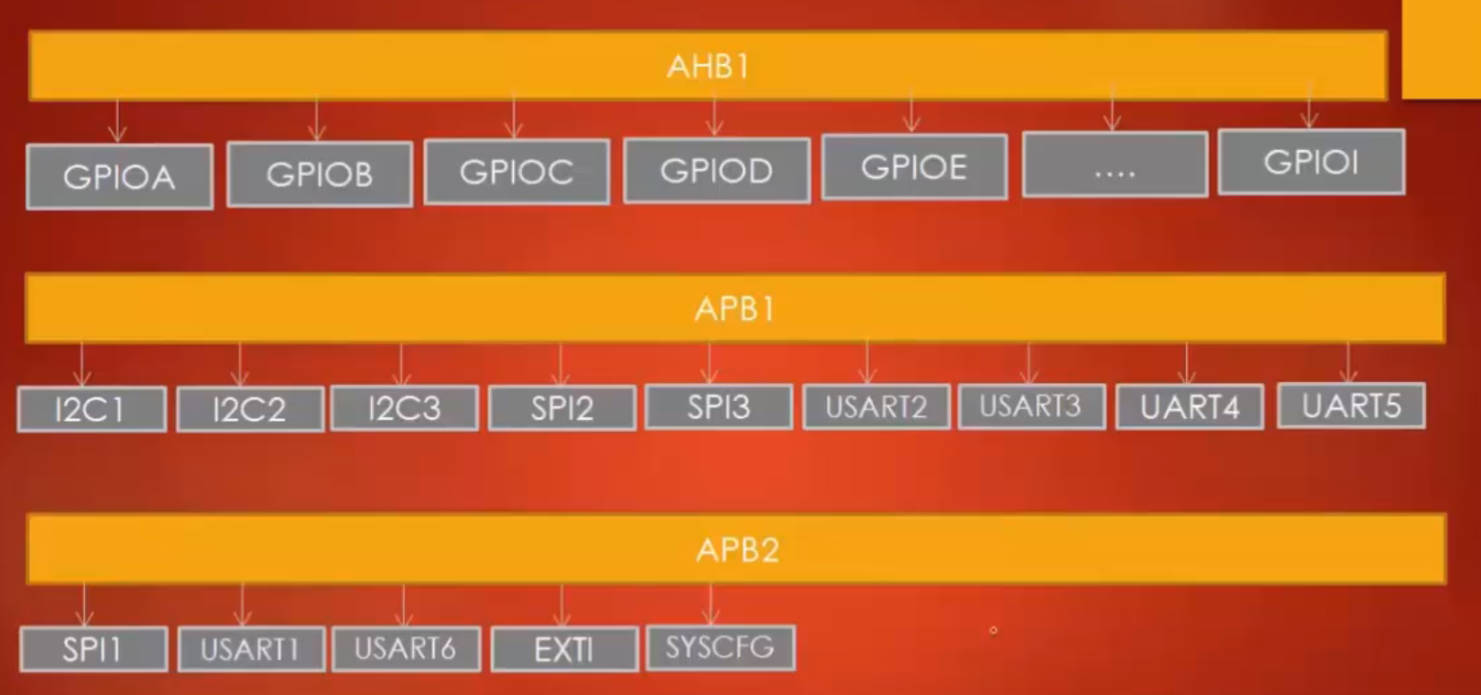 AHB1
GPIOA GPIOB GPIOC GPIOD GPIOE .... GPIOI
APB1
I2C1 I2C2 I2C3 SPI2 SPI3 USART2 USART3 UART4 UART5
APB2
SPI1 USART1 USART6 EXTI SYSCFG